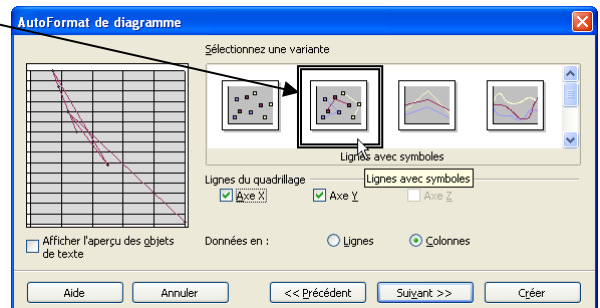 AutoFormat de diagramme
Sélectionnez une variante
Lignes avec symboles
Lignes du quadrillage
Lignes avec symboles
Axe X
Axe Y
Axe Z
Afficher l'aperçu des objets de texte
Données en :
Lignes
Colonnes
Aide
Annuler
<< Précédent
Suivant >>
Créer